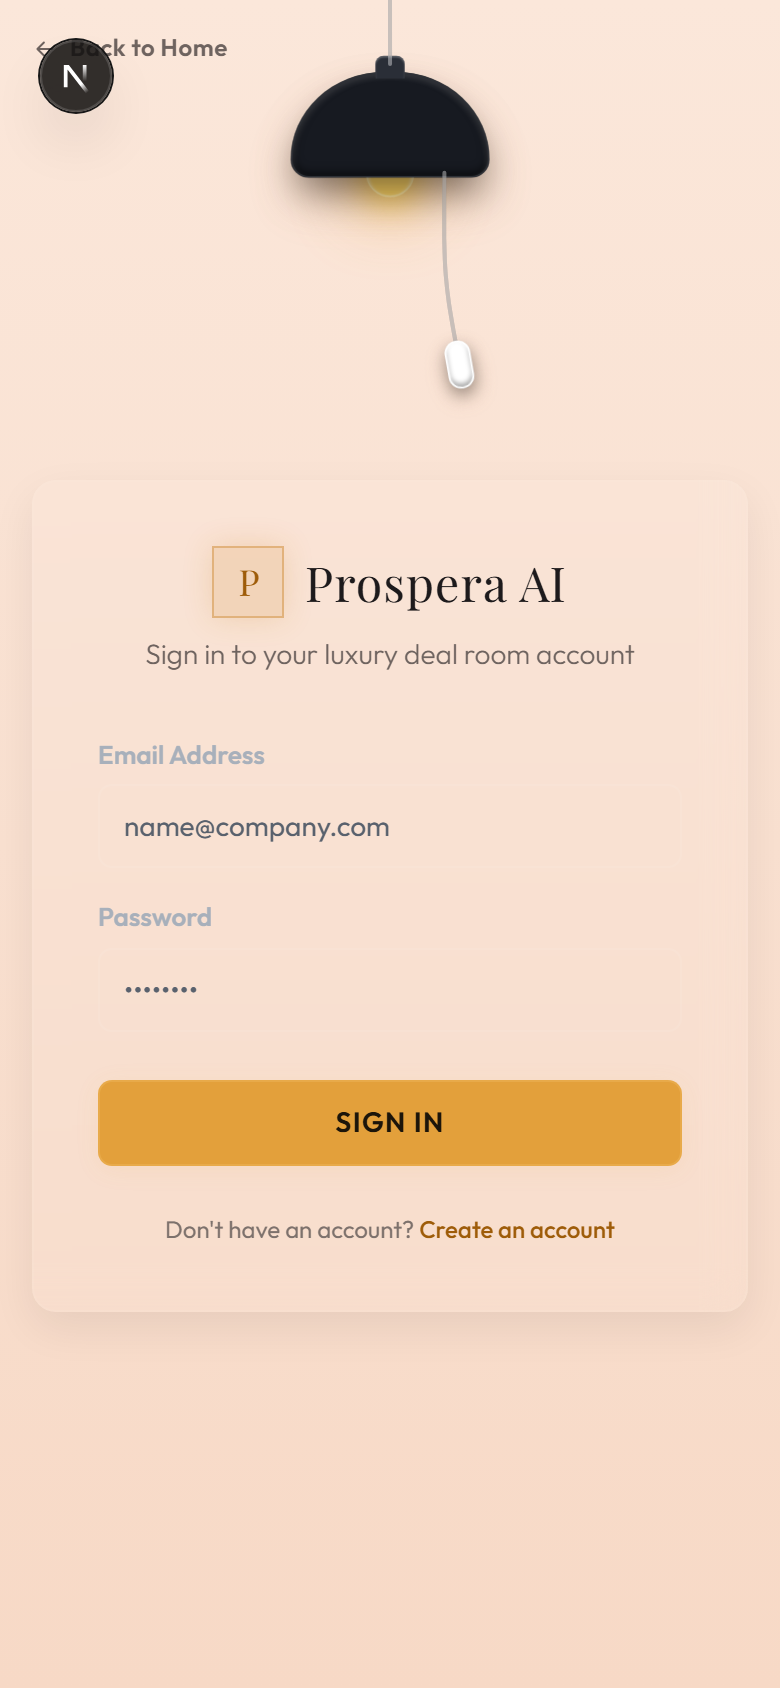 ← Back to Home
N
P Prospera AI
Sign in to your luxury deal room account
Email Address
name@company.com
Password
••••••••
SIGN IN
Don't have an account? Create an account